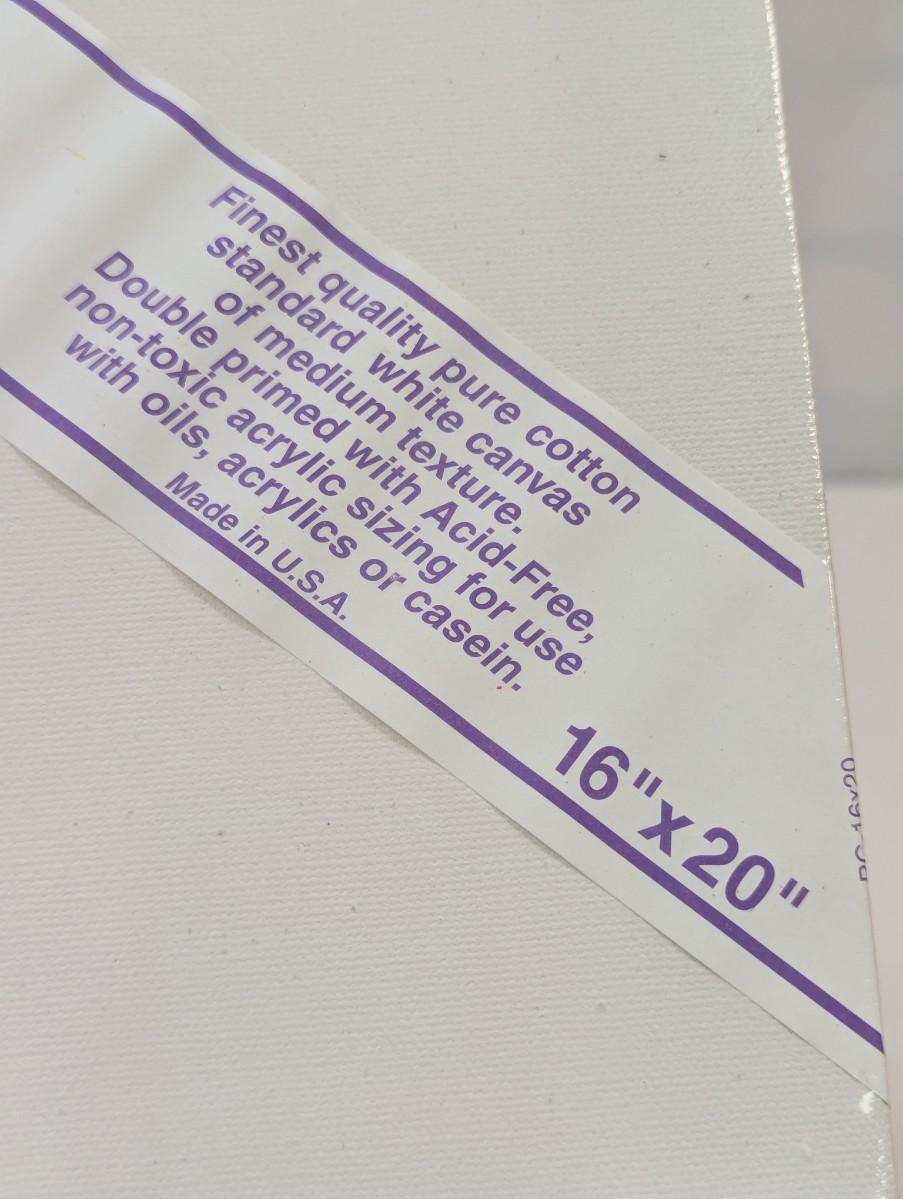 Finest quality pure cotton
standard white canvas
of medium texture.
Double primed with Acid-Free,
non-toxic acrylic sizing for use
with oils, acrylics or casein.
Made in U.S.A.
16"x20"
16x20